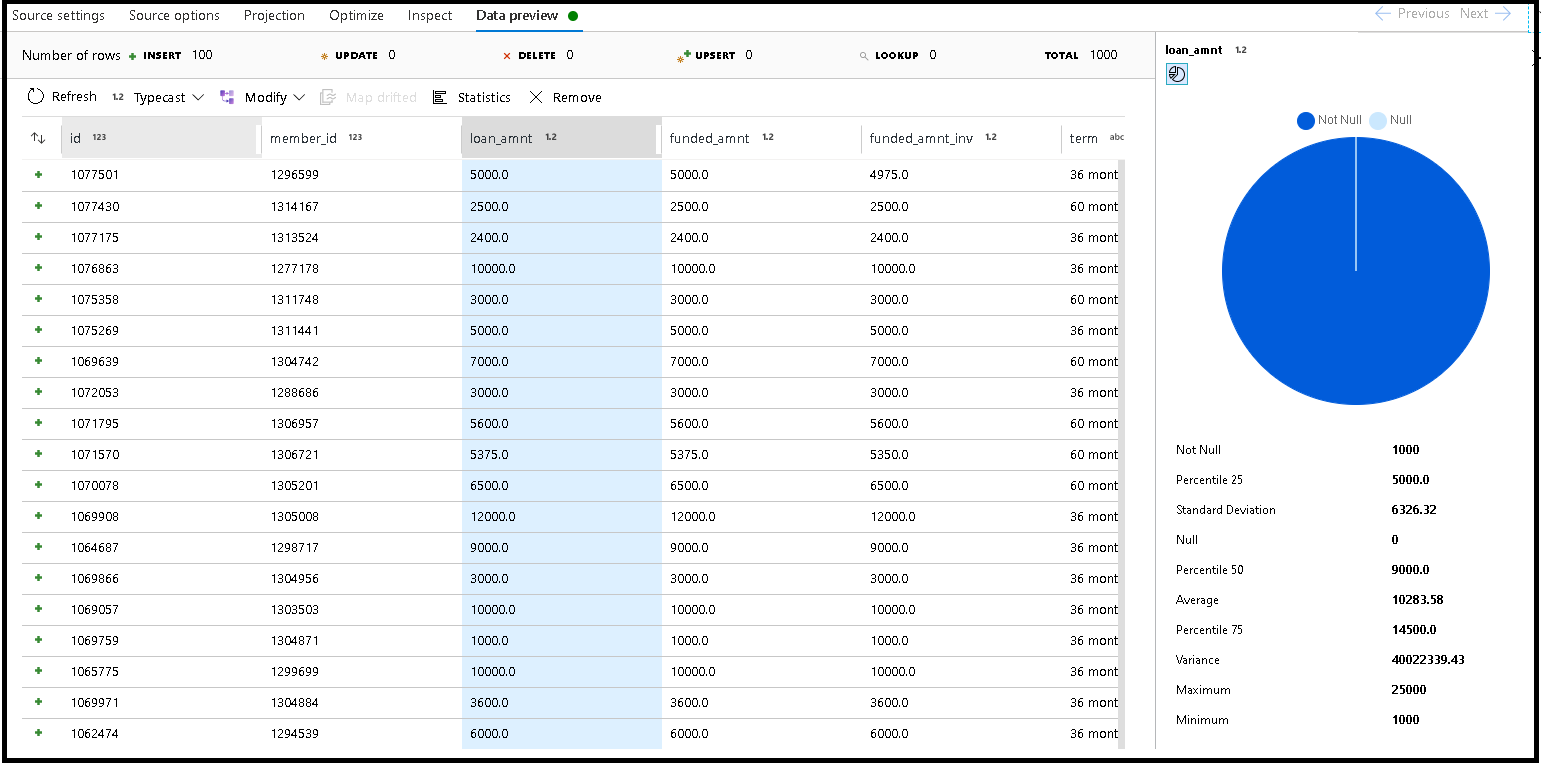 Source settings Source options Projection Optimize Inspect Data preview Previous Next
Number of rows INSERT 100 UPDATE 0 DELETE 0 UPSERT 0 LOOKUP 0 TOTAL 1000
Refresh 1.2 Typecast Modify Map drifted Statistics Remove
id 123 member_id 123 loan_amnt 1.2 funded_amnt 1.2 funded_amnt_inv 1.2 term abc
1077501 1296599 5000.0 5000.0 4975.0 36 mont
1077430 1314167 2500.0 2500.0 2500.0 60 mont
1077175 1313524 2400.0 2400.0 2400.0 36 mont
1076863 1277178 10000.0 10000.0 10000.0 36 mont
1075358 1311748 3000.0 3000.0 3000.0 60 mont
1075269 1311441 5000.0 5000.0 5000.0 36 mont
1069639 1304742 7000.0 7000.0 7000.0 60 mont
1072053 1288686 3000.0 3000.0 3000.0 36 mont
1071795 1306957 5600.0 5600.0 5600.0 60 mont
1071570 1306721 5375.0 5375.0 5350.0 60 mont
1070078 1305201 6500.0 6500.0 6500.0 60 mont
1069908 1305008 12000.0 12000.0 12000.0 36 mont
1064687 1298717 9000.0 9000.0 9000.0 36 mont
1069866 1304956 3000.0 3000.0 3000.0 36 mont
1069057 1303503 10000.0 10000.0 10000.0 36 mont
1069759 1304871 1000.0 1000.0 1000.0 36 mont
1065775 1299699 10000.0 10000.0 10000.0 36 mont
1069971 1304884 3600.0 3600.0 3600.0 36 mont
1062474 1294539 6000.0 6000.0 6000.0 36 mont
loan_amnt 1.2
Not Null Null
Not Null 1000
Percentile 25 5000.0
Standard Deviation 6326.32
Null 0
Percentile 50 9000.0
Average 10283.58
Percentile 75 14500.0
Variance 40022339.43
Maximum 25000
Minimum 1000